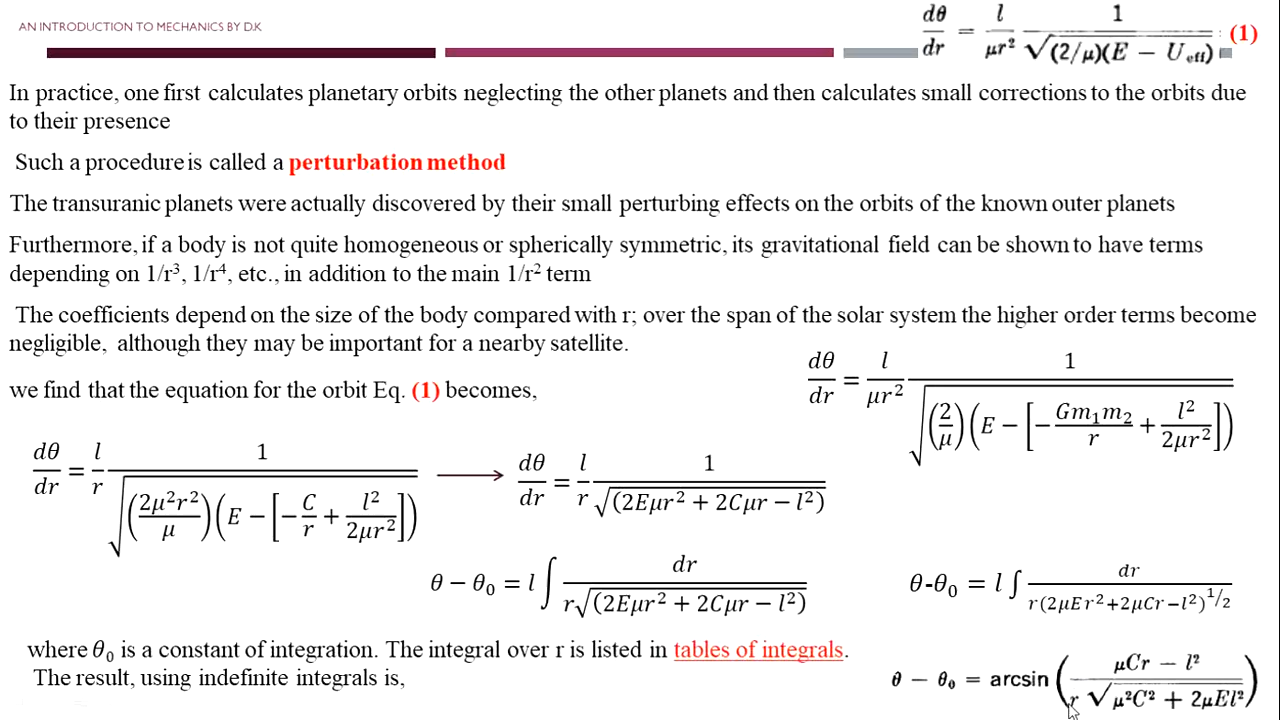 AN INTRODUCTION TO MECHANICS BY D.K
dθ/dr = l/μr² 1/√(2/μ)(E − U_eff) (1)
In practice, one first calculates planetary orbits neglecting the other planets and then calculates small corrections to the orbits due
to their presence
Such a procedure is called a perturbation method
The transuranic planets were actually discovered by their small perturbing effects on the orbits of the known outer planets
Furthermore, if a body is not quite homogeneous or spherically symmetric, its gravitational field can be shown to have terms
depending on 1/r³, 1/r⁴, etc., in addition to the main 1/r² term
The coefficients depend on the size of the body compared with r; over the span of the solar system the higher order terms become
negligible, although they may be important for a nearby satellite.
we find that the equation for the orbit Eq. (1) becomes,
dθ/dr = l/μr² 1/√((2/μ)(E − [−Gm₁m₂/r + l²/2μr²]))
dθ/dr = l/r 1/√((2μ²r²/μ)(E − [−C/r + l²/2μr²])) ⟶ dθ/dr = l/r 1/√(2Eμr² + 2Cμr − l²)
θ − θ₀ = l ∫ dr/r√(2Eμr² + 2Cμr − l²)
θ-θ₀ = l ∫ dr/r(2μEr²+2μCr−l²)^1/2
where θ₀ is a constant of integration. The integral over r is listed in tables of integrals.
The result, using indefinite integrals is,
θ − θ₀ = arcsin (μCr − l²/r √μ²C² + 2μEl²)